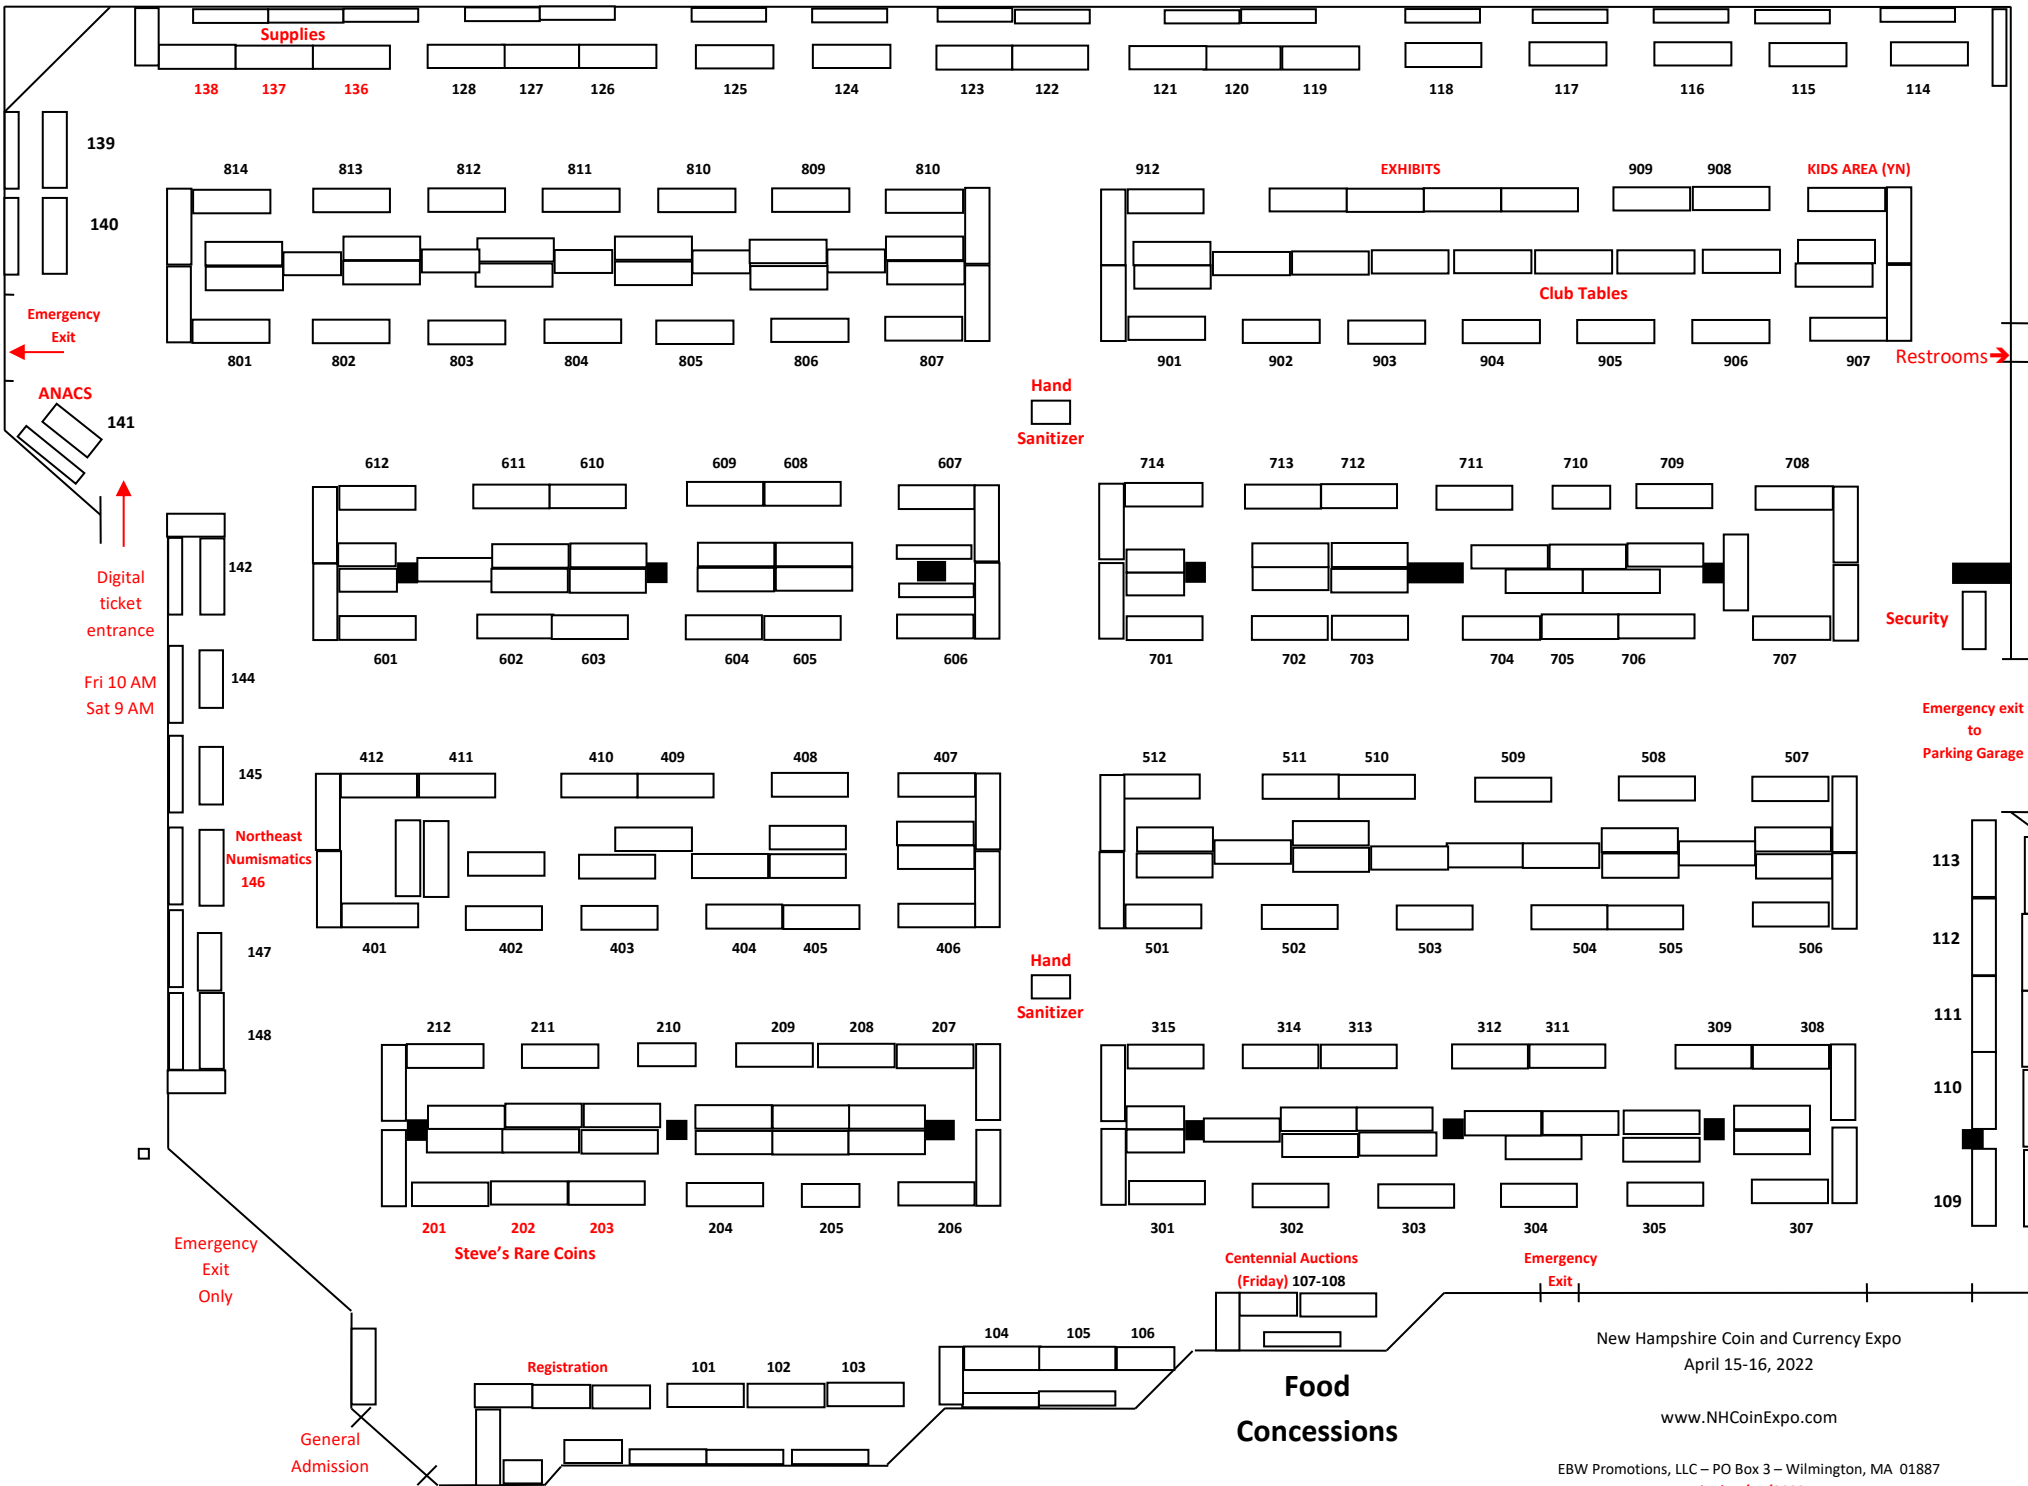 Supplies
138 137 136 128 127 126 125 124 123 122 121 120 119 118 117 116 115 114
139
814 813 812 811 810 809 810 912 EXHIBITS 909 908 KIDS AREA (YN)
140
Club Tables
Emergency
Exit
801 802 803 804 805 806 807 901 902 903 904 905 906 907 Restrooms
ANACS
141
Hand
Sanitizer
612 611 610 609 608 607 714 713 712 711 710 709 708
142
Digital
ticket
entrance
Fri 10 AM
Sat 9 AM
Security
601 602 603 604 605 606 701 702 703 704 705 706 707
144
Emergency exit
to
Parking Garage
412 411 410 409 408 407 512 511 510 509 508 507
145
Northeast
Numismatics
146
113
112
401 402 403 404 405 406 501 502 503 504 505 506
147
Hand
Sanitizer
111
148
212 211 210 209 208 207 315 314 313 312 311 309 308
110
109
201 202 203 204 205 206 301 302 303 304 305 307
Steve's Rare Coins
Emergency
Exit
Only
Centennial Auctions
(Friday) 107-108
Emergency
Exit
104 105 106
Registration 101 102 103
Food
Concessions
General
Admission
New Hampshire Coin and Currency Expo
April 15-16, 2022
www.NHCoinExpo.com
EBW Promotions, LLC – PO Box 3 – Wilmington, MA 01887